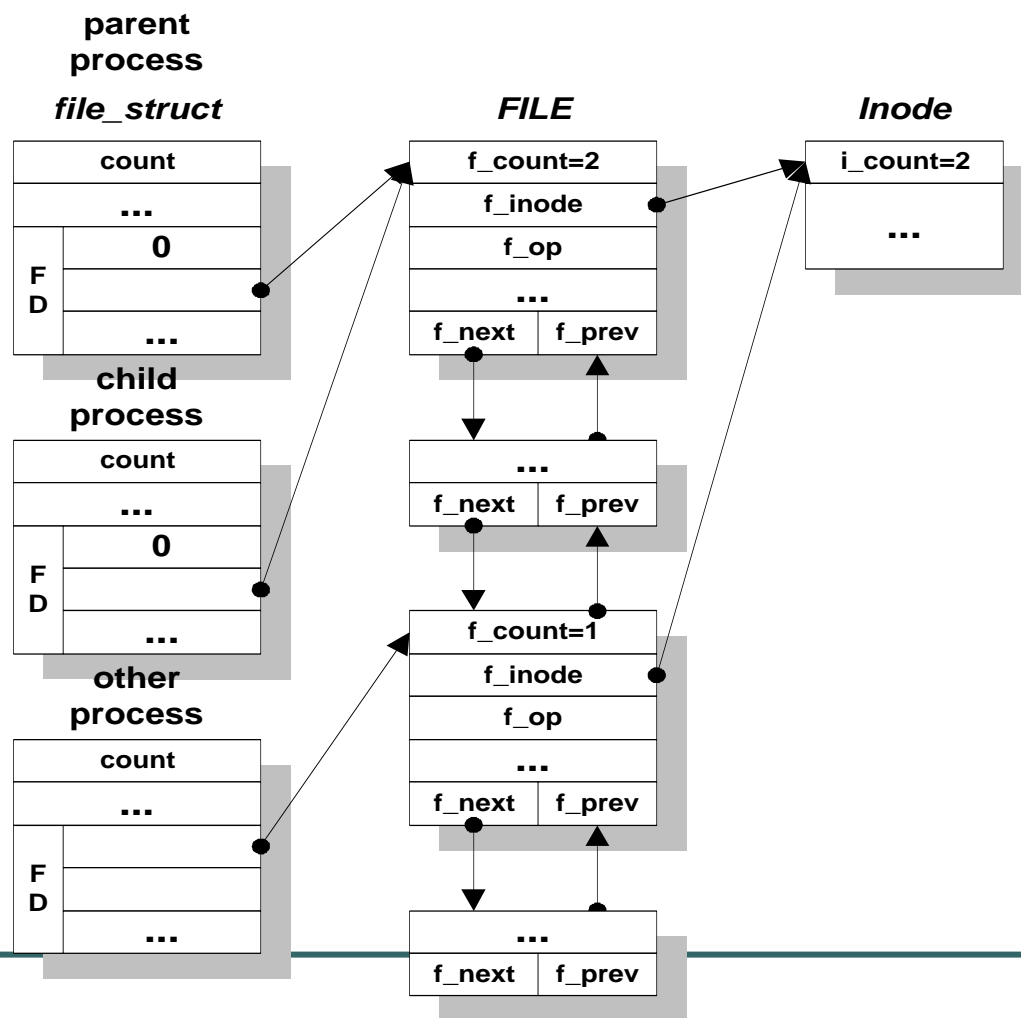 parent
process
file_struct
count
...
F
D
0
...
child
process
count
...
F
D
0
...
other
process
count
...
F
D
...
FILE
f_count=2
f_inode
f_op
...
f_next f_prev
...
f_next f_prev
f_count=1
f_inode
f_op
...
f_next f_prev
...
f_next f_prev
Inode
i_count=2
...